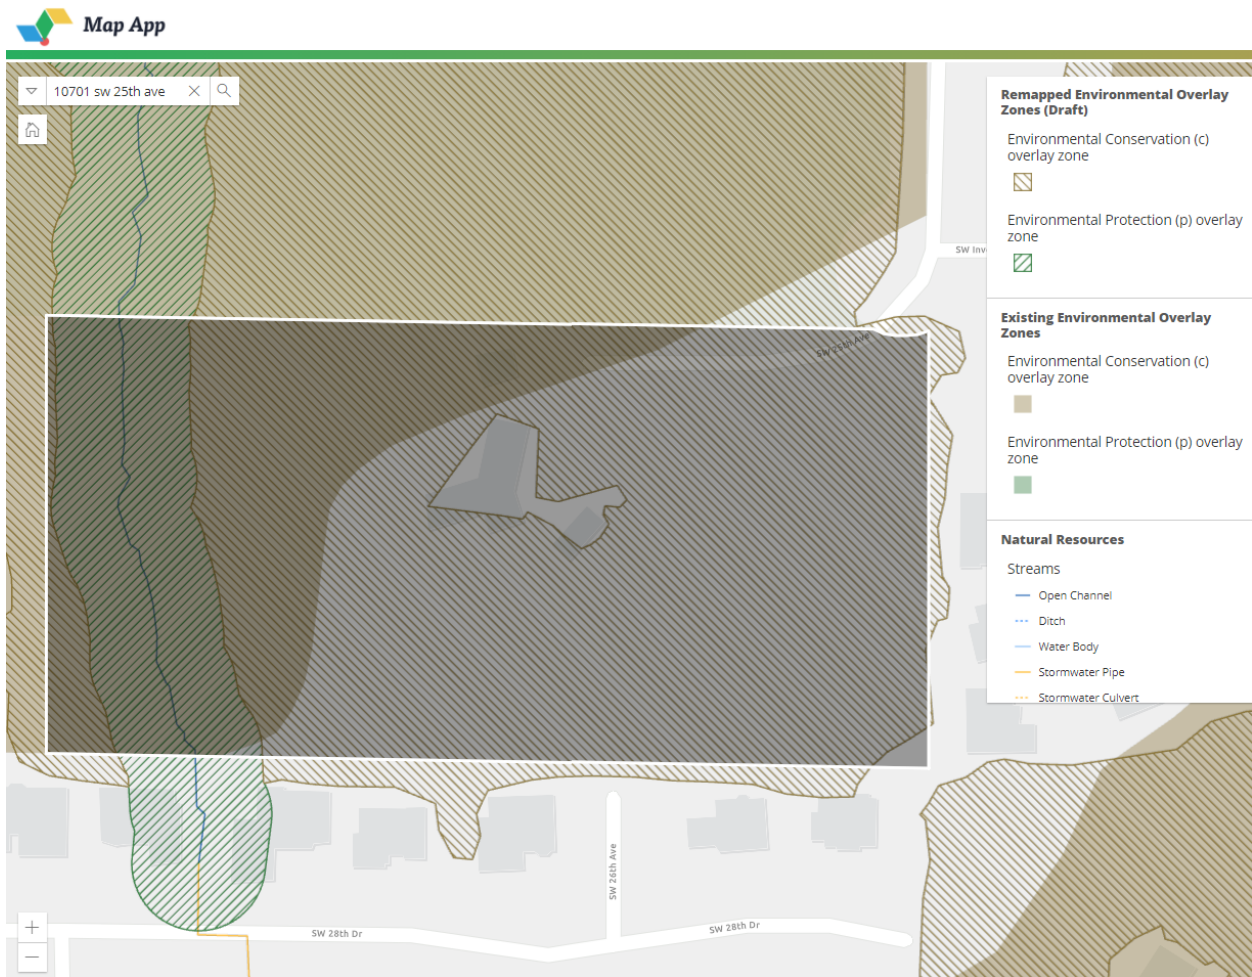 Map App
10701 sw 25th ave
SW Inv
SW 25th Ave
SW 26th Ave
SW 28th Dr
SW 28th Dr
Remapped Environmental Overlay
Zones (Draft)
Environmental Conservation (c)
overlay zone
Environmental Protection (p) overlay
zone
Existing Environmental Overlay
Zones
Environmental Conservation (c)
overlay zone
Environmental Protection (p) overlay
zone
Natural Resources
Streams
Open Channel
Ditch
Water Body
Stormwater Pipe
Stormwater Culvert